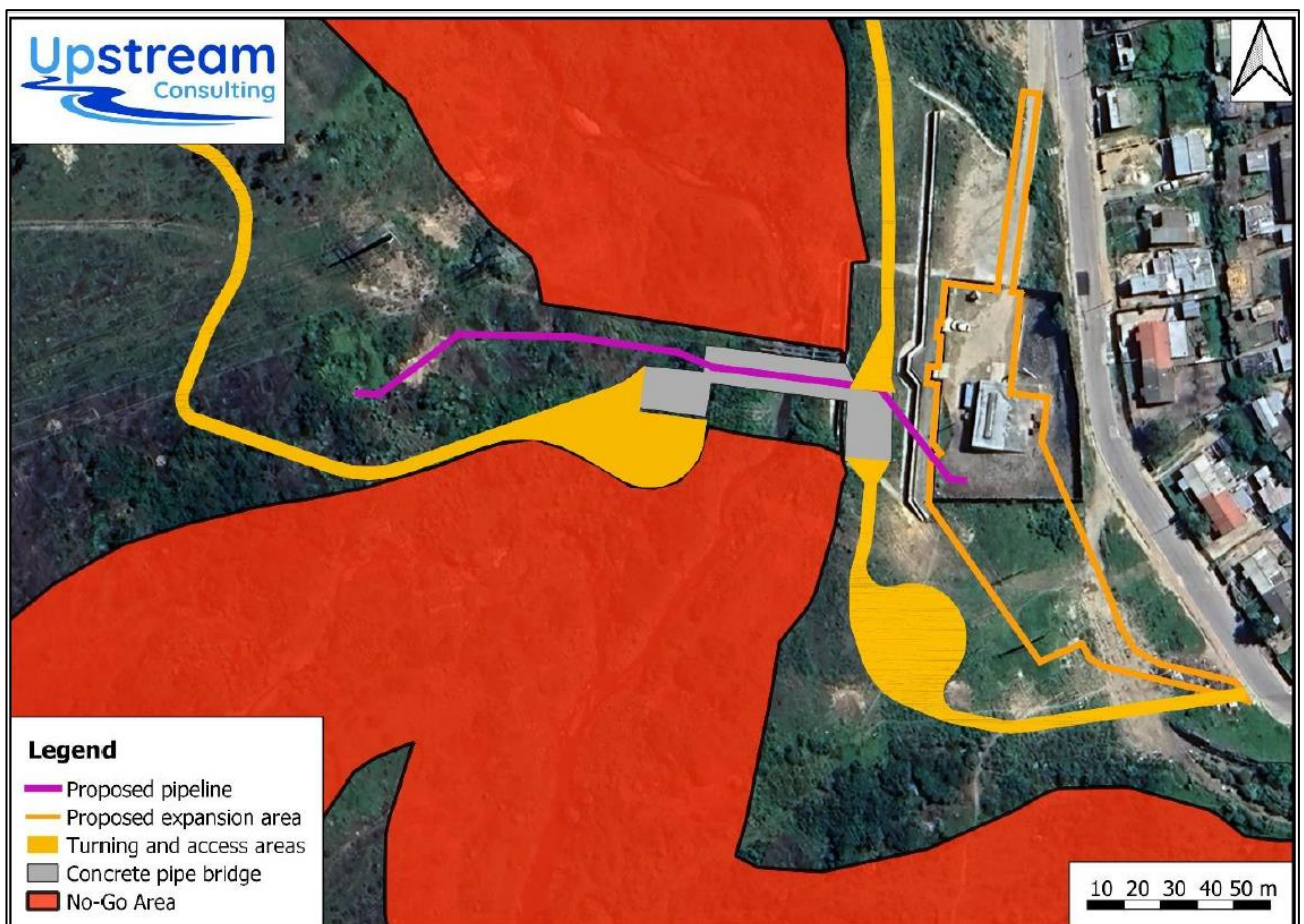 Upstream
Consulting
Legend
Proposed pipeline
Proposed expansion area
Turning and access areas
Concrete pipe bridge
No-Go Area
10 20 30 40 50 m